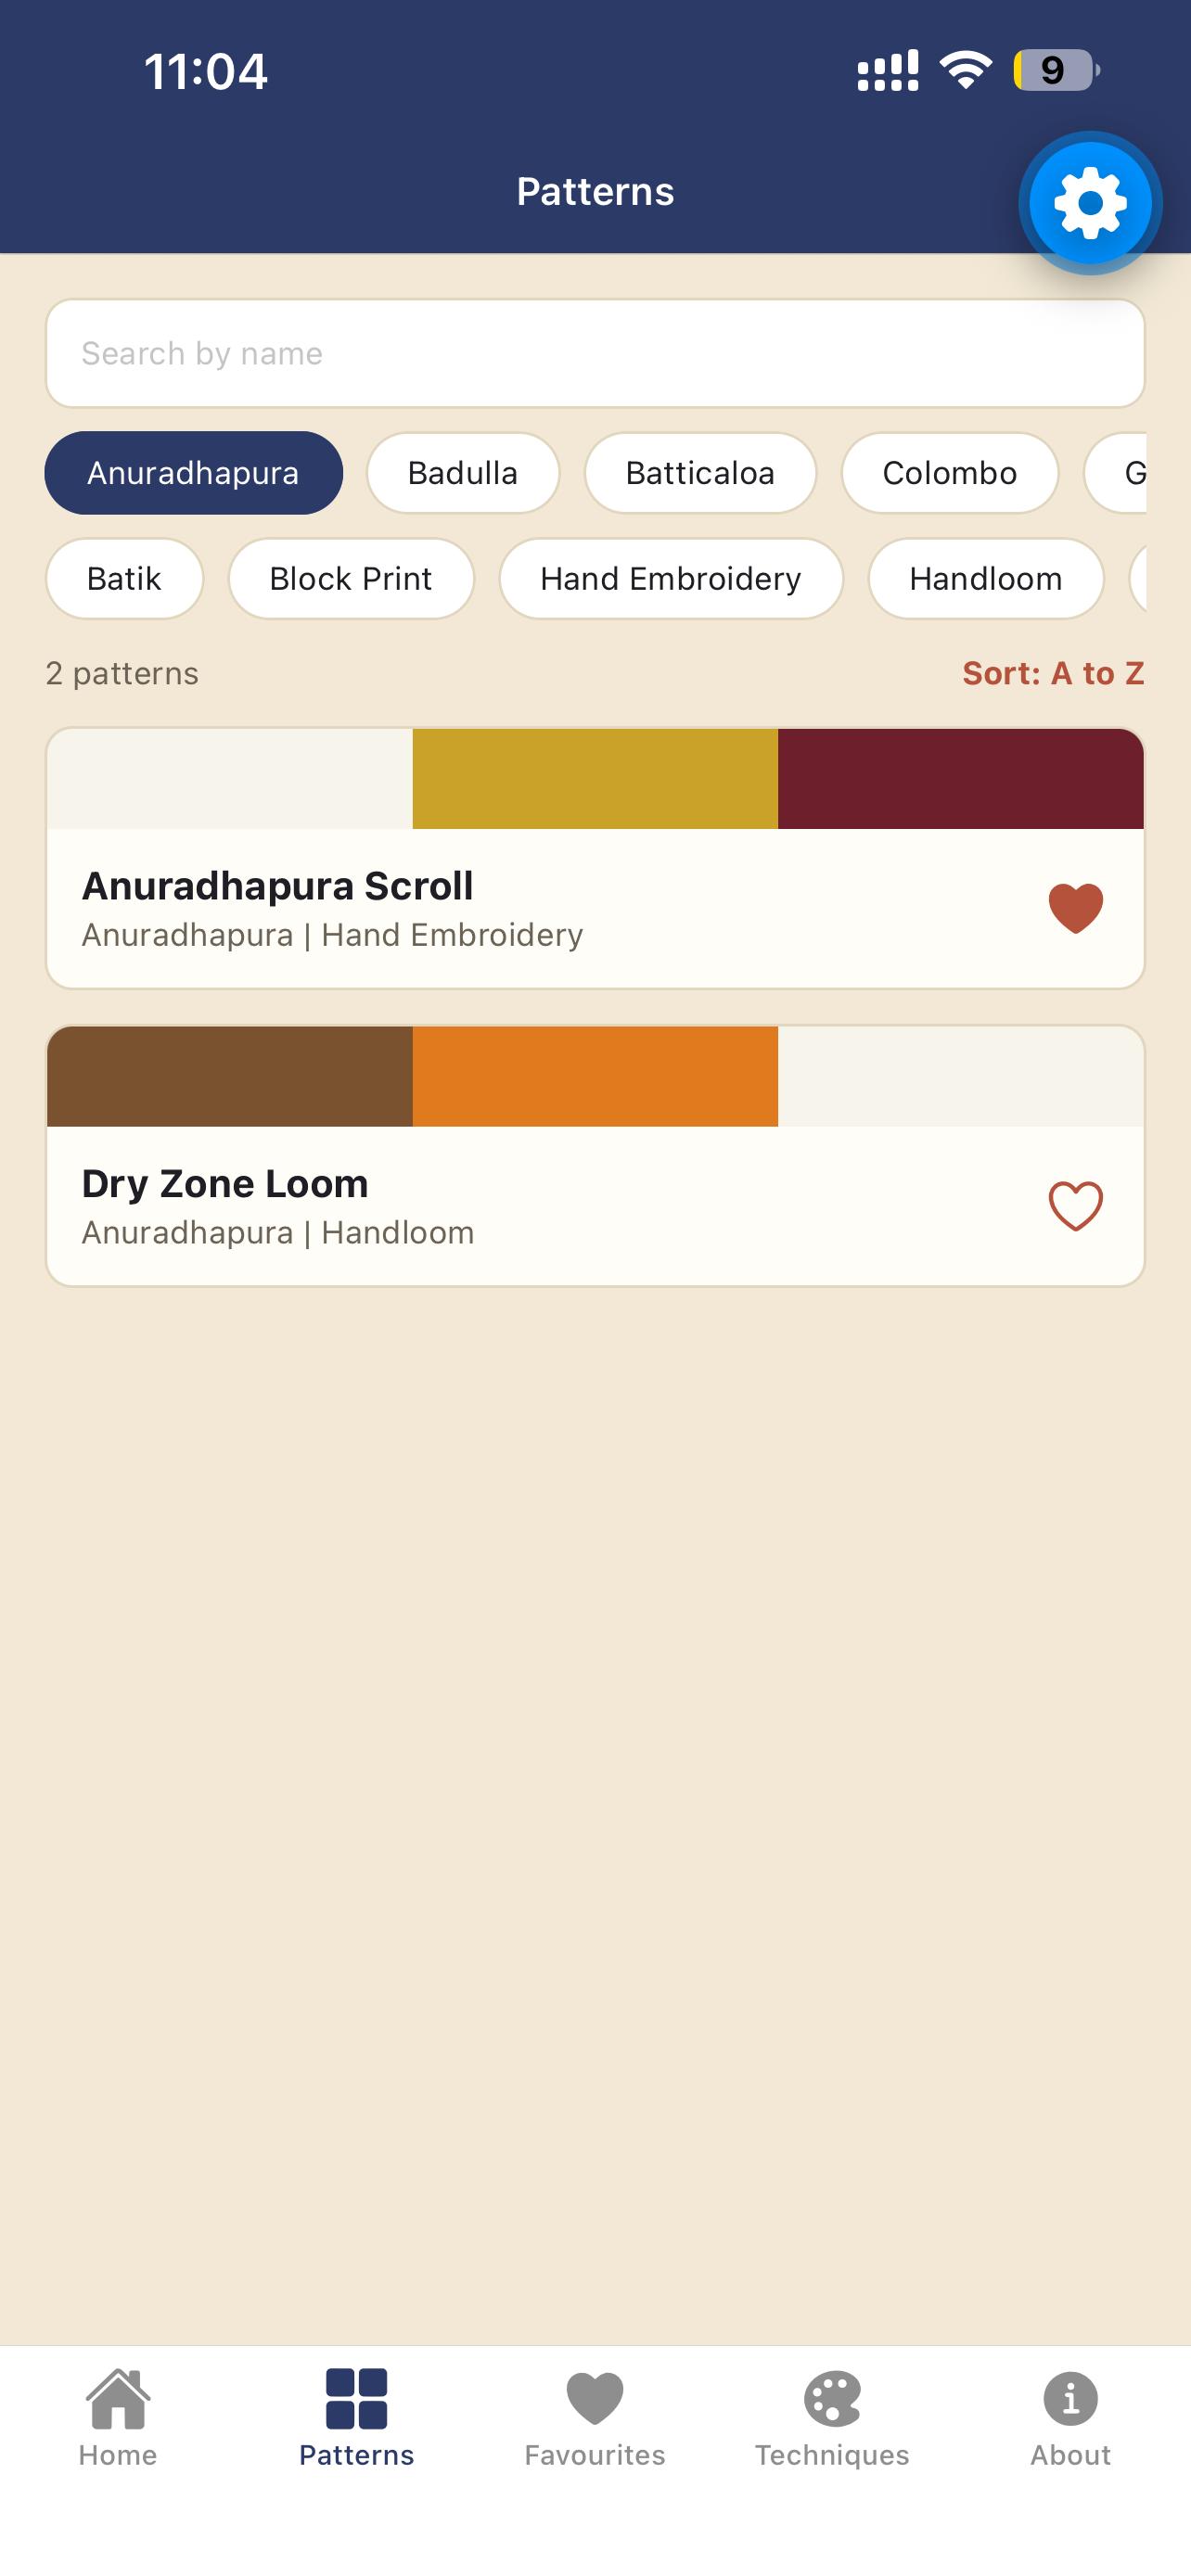 11:04
9
Patterns
Search by name
Anuradhapura Badulla Batticaloa Colombo G
Batik Block Print Hand Embroidery Handloom
2 patterns Sort: A to Z
Anuradhapura Scroll
Anuradhapura | Hand Embroidery
Dry Zone Loom
Anuradhapura | Handloom
Home Patterns Favourites Techniques About